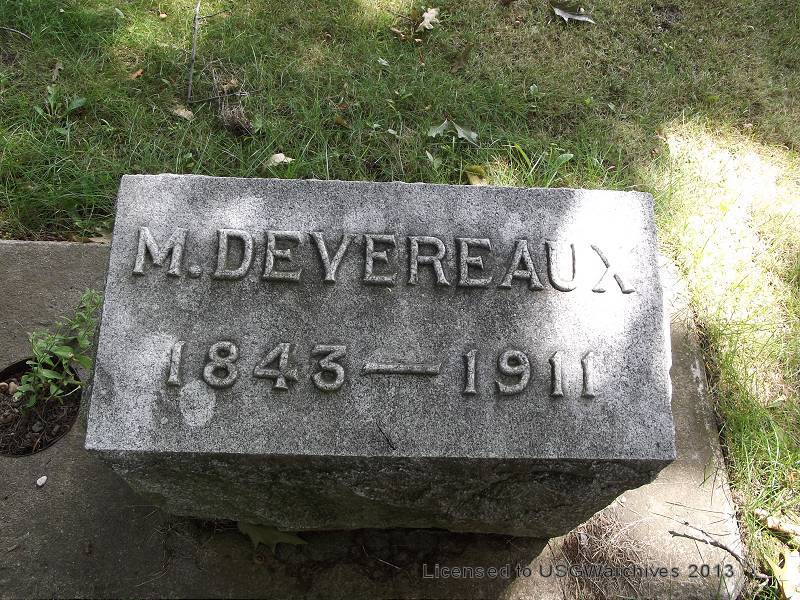 M. DEVEREAUX
1843—1911
Licensed to USGWarchives 2013